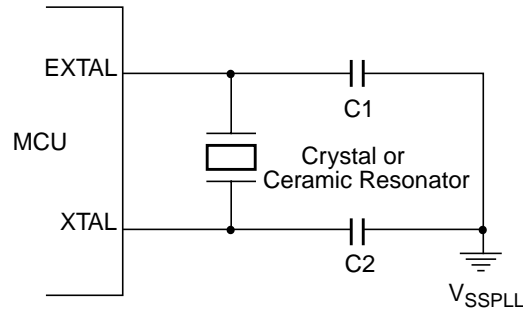 EXTAL
C1
MCU
Crystal or
Ceramic Resonator
XTAL
C2
VSSPLL